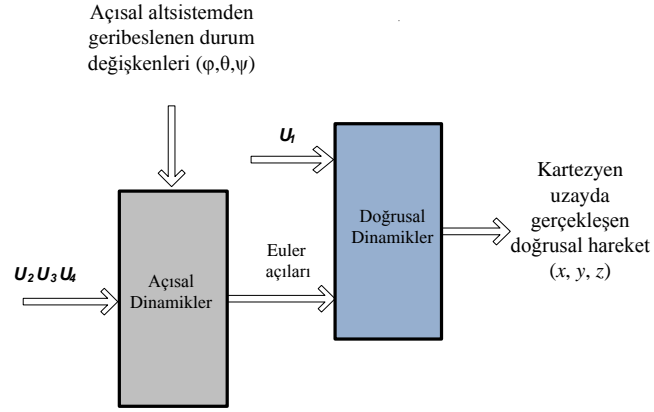 Açısal altsistemden
geribeslenen durum
değişkenleri (φ,θ,ψ)
U1
Doğrusal
Dinamikler
Kartezyen
uzayda
gerçekleşen
doğrusal hareket
(x, y, z)
Euler
açıları
U2 U3 U4
Açısal
Dinamikler